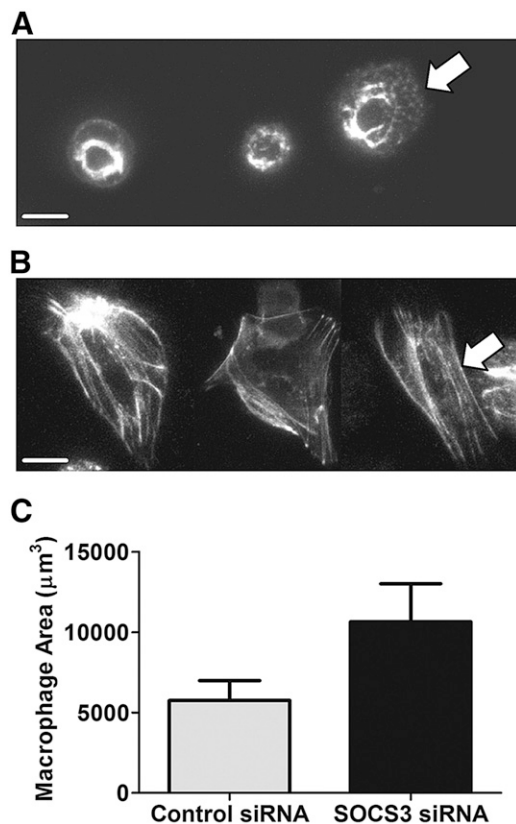 A
B
C
Macrophage Area (μm³)
15000
10000
5000
0
Control siRNA
SOCS3 siRNA